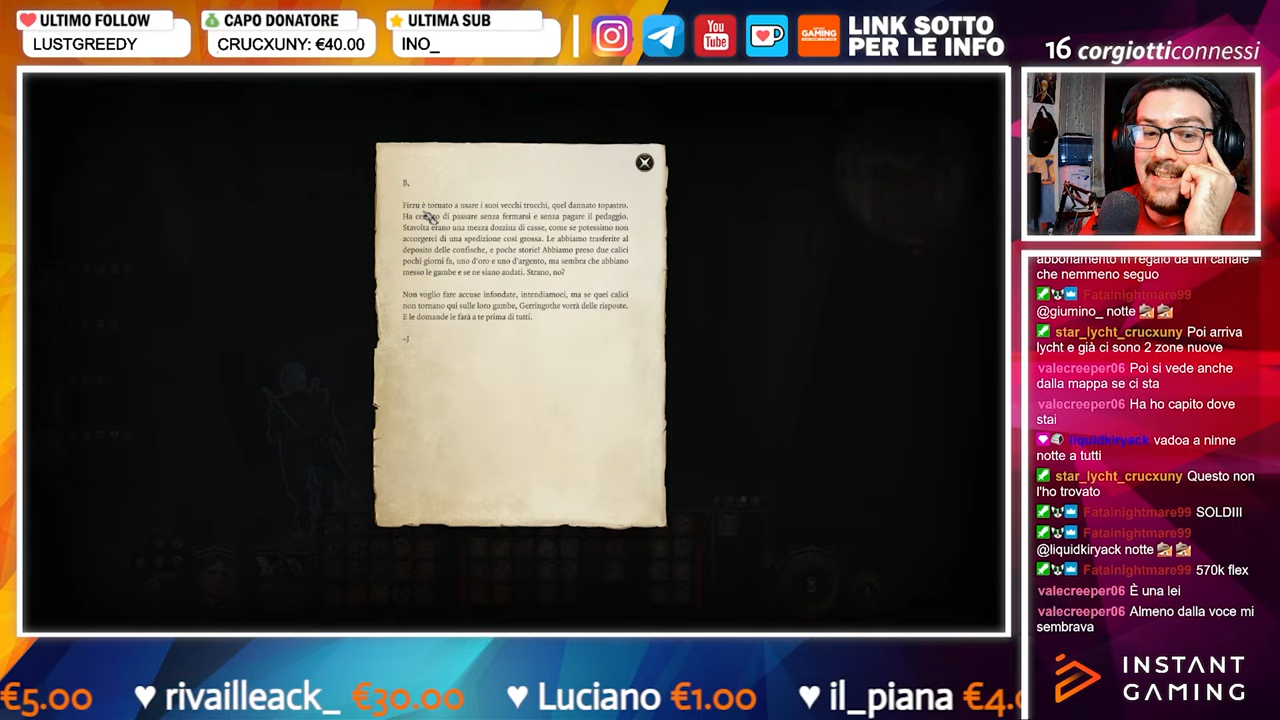 ULTIMO FOLLOW
LUSTGREEDY
CAPO DONATORE
CRUCXUNY: €40.00
ULTIMA SUB
INO_
You
Tube
INSTANT
GAMING
LINK SOTTO
PER LE INFO
16 corgiotticonnessi
B,
Firzu è tornato a usare i suoi vecchi trucchi, quel dannato topastro.
Ha cercato di passare senza fermarsi e senza pagare il pedaggio.
Stavolta erano una mezza dozzina di casse, come se potessimo non
accorgerci di una spedizione così grossa. Le abbiamo trasferite al
deposito delle confische, e poche storie! Abbiamo preso due calici
pochi giorni fa, uno d'oro e uno d'argento, ma sembra che abbiano
messo le gambe e se ne siano andati. Strano, no?
Non voglio fare accuse infondate, intendiamoci, ma se quei calici
non tornano qui sulle loro gambe, Gerringothe vorrà delle risposte.
E le domande le farà a te prima di tutti.
–J
abbonamento in regalo da un canale
che nemmeno seguo
Fatalnightmare99
@giumino_ notte
star_lycht_crucxuny Poi arriva
lycht e già ci sono 2 zone nuove
valecreeper06 Poi si vede anche
dalla mappa se ci sta
valecreeper06 Ha ho capito dove
stai
liquidkiryack vadoa a ninne
notte a tutti
star_lycht_crucxuny Questo non
l'ho trovato
Fatalnightmare99 SOLDIII
Fatalnightmare99
@liquidkiryack notte
Fatalnightmare99 570k flex
valecreeper06 È una lei
valecreeper06 Almeno dalla voce mi
sembrava
INSTANT
GAMING
€5.00 ♥ rivailleack_ €30.00 ♥ Luciano €1.00 ♥ il_piana €4.